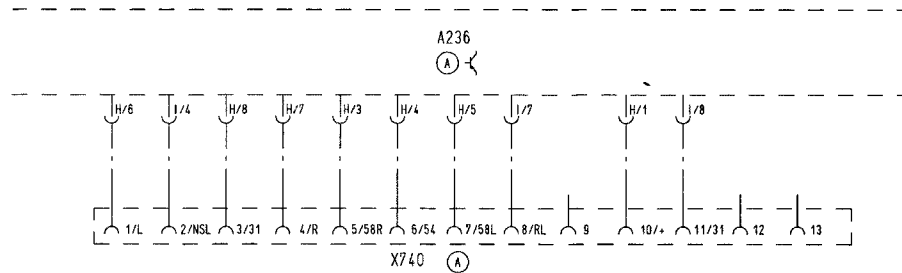 A236
A
H/6 I/4 H/8 H/7 H/3 H/4 H/5 I/7 H/1 I/8
1/L 2/NSL 3/31 4/R 5/58R 6/54 7/58L 8/RL 9 10/+ 11/31 12 13
X740 A